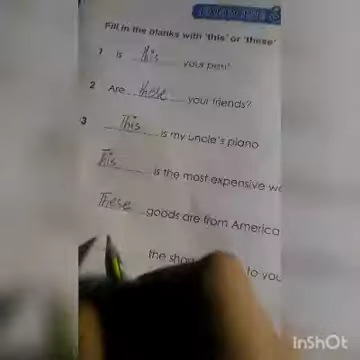 Fill in the blanks with 'this' or 'these'
1 Is this your pen?
2 Are these your friends?
3 This is my uncle's piano
This is the most expensive
These goods are from America
the to you
InShOt